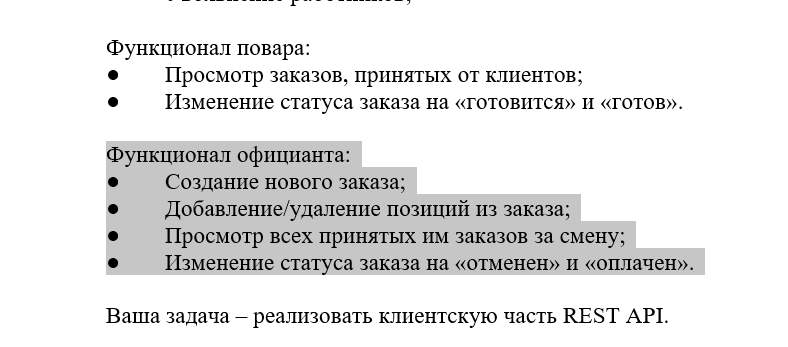 Функционал повара:
● Просмотр заказов, принятых от клиентов;
● Изменение статуса заказа на «готовится» и «готов».
Функционал официанта:
● Создание нового заказа;
● Добавление/удаление позиций из заказа;
● Просмотр всех принятых им заказов за смену;
● Изменение статуса заказа на «отменен» и «оплачен».
Ваша задача – реализовать клиентскую часть REST API.